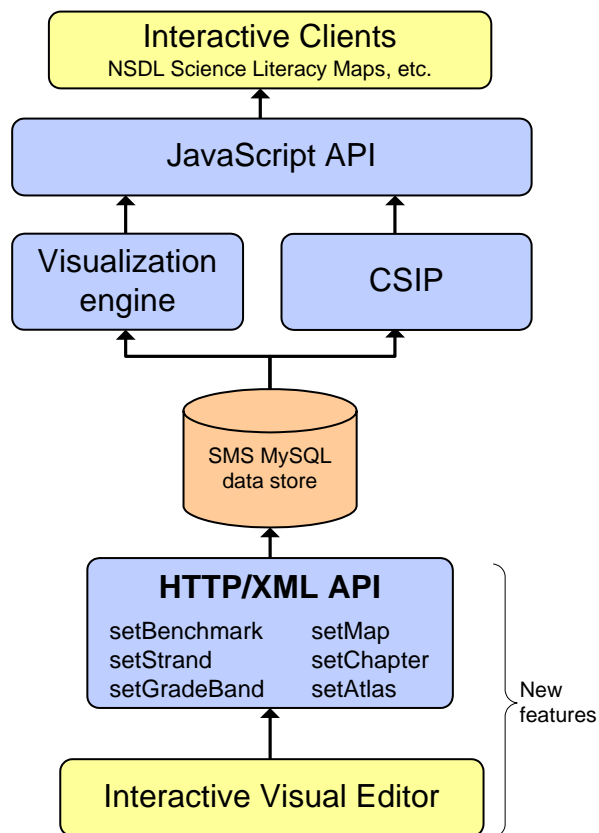 Interactive Clients
NSDL Science Literacy Maps, etc.
JavaScript API
Visualization
engine
CSIP
SMS MySQL
data store
HTTP/XML API
setBenchmark setMap
setStrand setChapter
setGradeBand setAtlas
New
features
Interactive Visual Editor